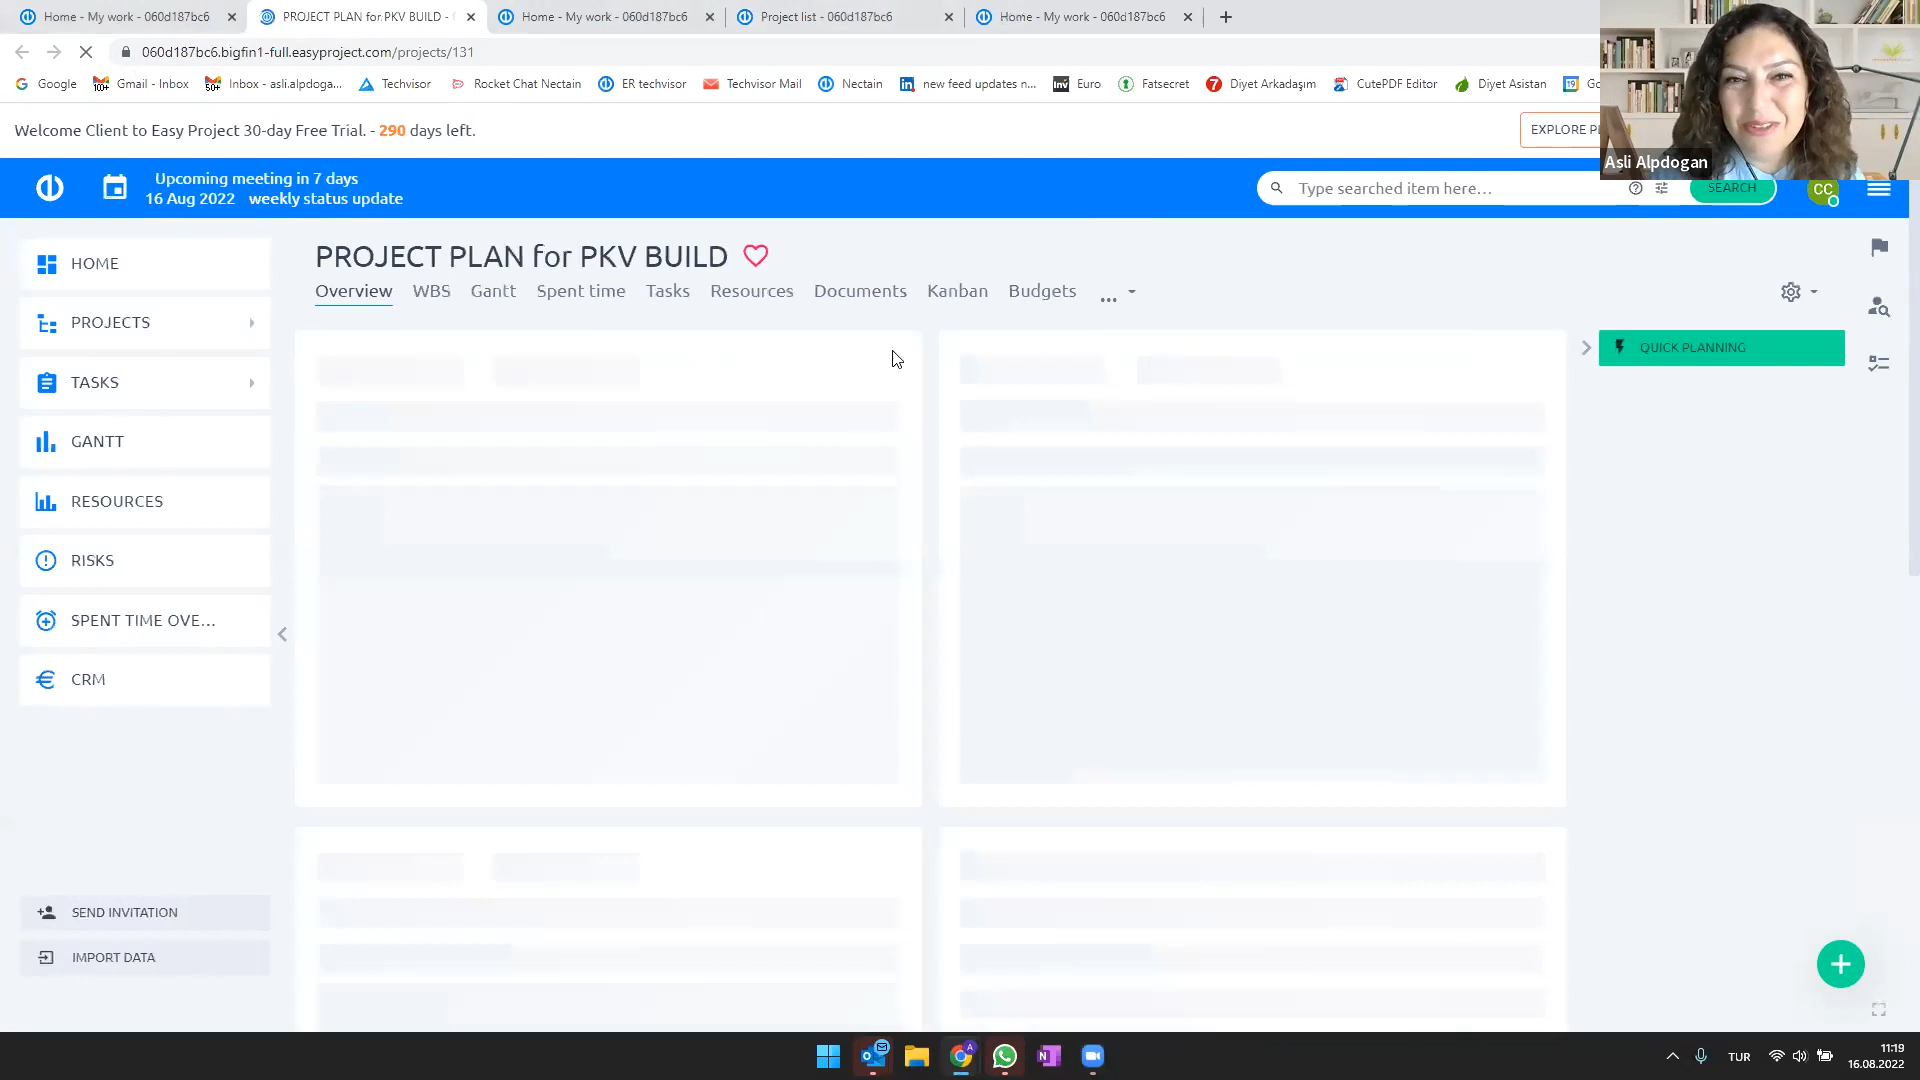 Home - My work - 060d187bc6
PROJECT PLAN for PKV BUILD -
Home - My work - 060d187bc6
Project list - 060d187bc6
Home - My work - 060d187bc6
060d187bc6.bigfin1-full.easyproject.com/projects/131
Google
Gmail - Inbox
Inbox - asli.alpdoga...
Techvisor
Rocket Chat Nectain
ER techvisor
Techvisor Mail
Nectain
new feed updates n...
Euro
Fatsecret
Diyet Arkadaşım
CutePDF Editor
Diyet Asistan
Welcome Client to Easy Project 30-day Free Trial. - 290 days left.
EXPLORE
Asli Alpdogan
Upcoming meeting in 7 days
16 Aug 2022 weekly status update
Type searched item here...
SEARCH
CC
HOME
PROJECTS
TASKS
GANTT
RESOURCES
RISKS
SPENT TIME OVE...
CRM
SEND INVITATION
IMPORT DATA
PROJECT PLAN for PKV BUILD
Overview WBS Gantt Spent time Tasks Resources Documents Kanban Budgets ...
QUICK PLANNING
TUR
11:19
16.08.2022